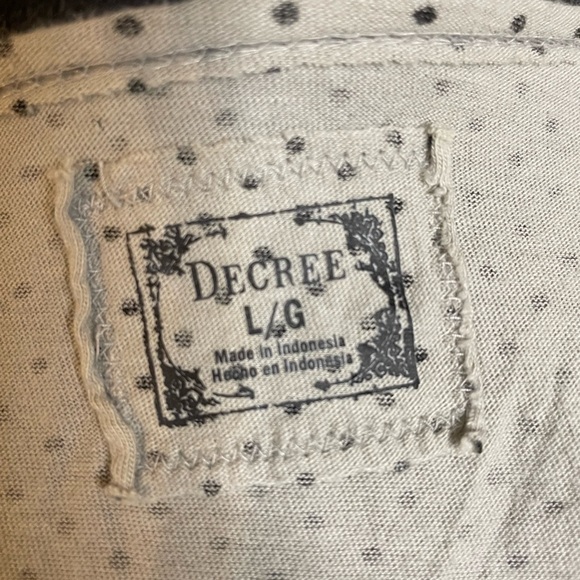 DECREE
L/G
Made in Indonesia
Hecho en Indonesia